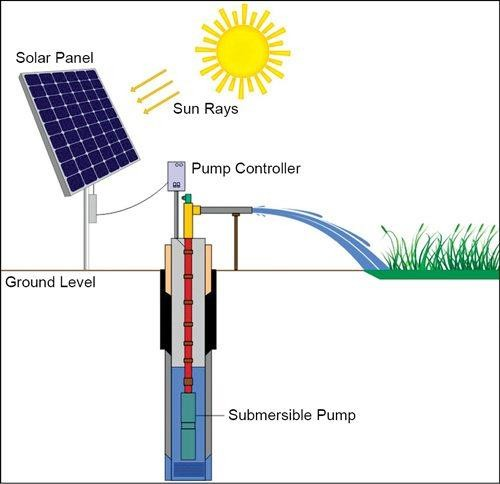 Solar Panel
Sun Rays
Pump Controller
Ground Level
Submersible Pump